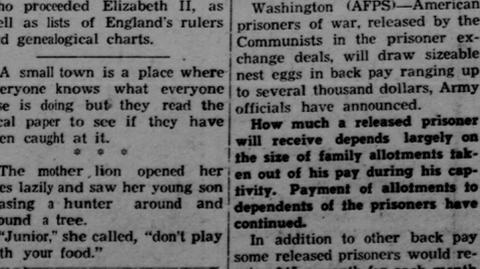 ho proceeded Elizabeth II, as
ell as lists of England's rulers
d genealogical charts.
A small town is a place where
eryone knows what everyone
se is doing but they read the
cal paper to see if they have
en caught at it.
* * *
The mother lion opened her
es lazily and saw her young son
asing a hunter around and
ound a tree.
"Junior," she called, "don't play
ith your food."
Washington (AFPS)—American
prisoners of war, released by the
Communists in the prisoner ex-
change deals, will draw sizeable
nest eggs in back pay ranging up
to several thousand dollars, Army
officials have announced.
How much a released prisoner
will receive depends largely on
the size of family allotments tak-
en out of his pay during his cap-
tivity. Payment of allotments to
dependents of the prisoners have
continued.
In addition to other back pay
some released prisoners would re-